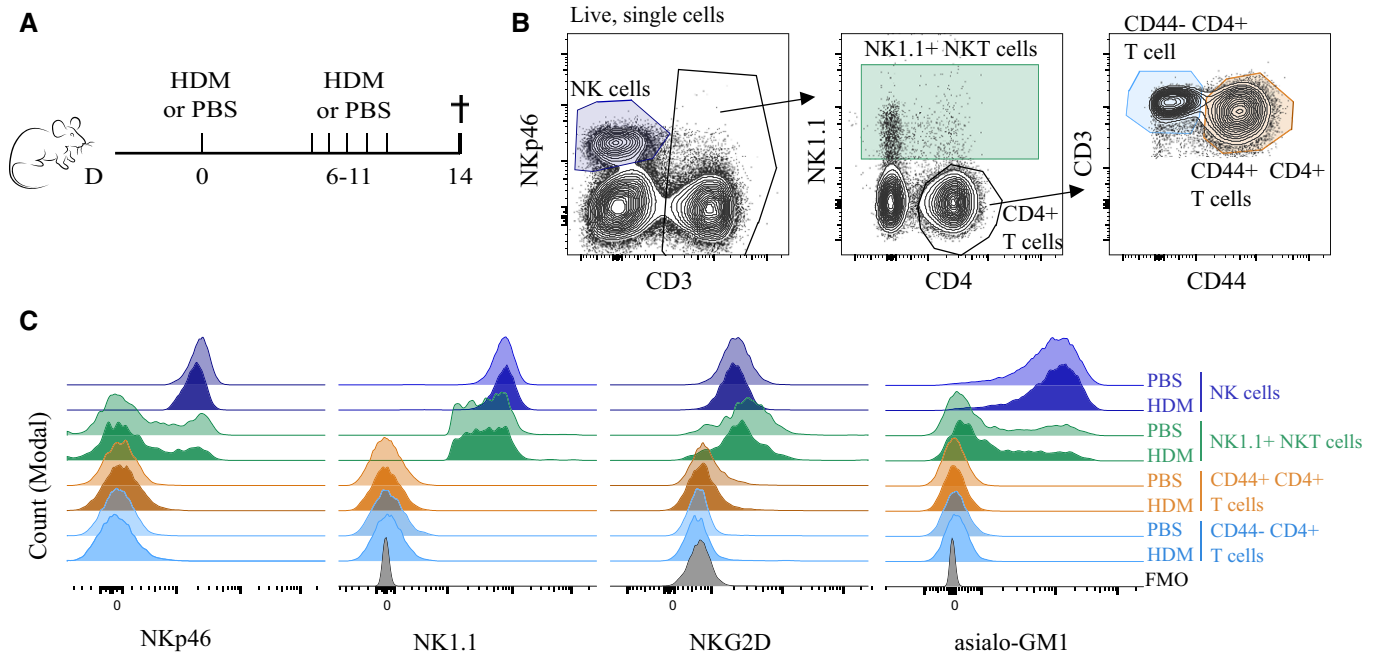 A
HDM
or PBS
HDM
or PBS
D
0
6-11
14
B
Live, single cells
NK cells
NKp46
CD3
NK1.1+ NKT cells
NK1.1
CD4+
T cells
CD4
CD44- CD4+
T cell
CD3
CD44+ CD4+
T cells
CD44
C
Count (Modal)
PBS
HDM
NK cells
PBS
HDM
NK1.1+ NKT cells
PBS
HDM
CD44+ CD4+
T cells
PBS
HDM
CD44- CD4+
T cells
FMO
0
0
0
0
NKp46
NK1.1
NKG2D
asialo-GM1